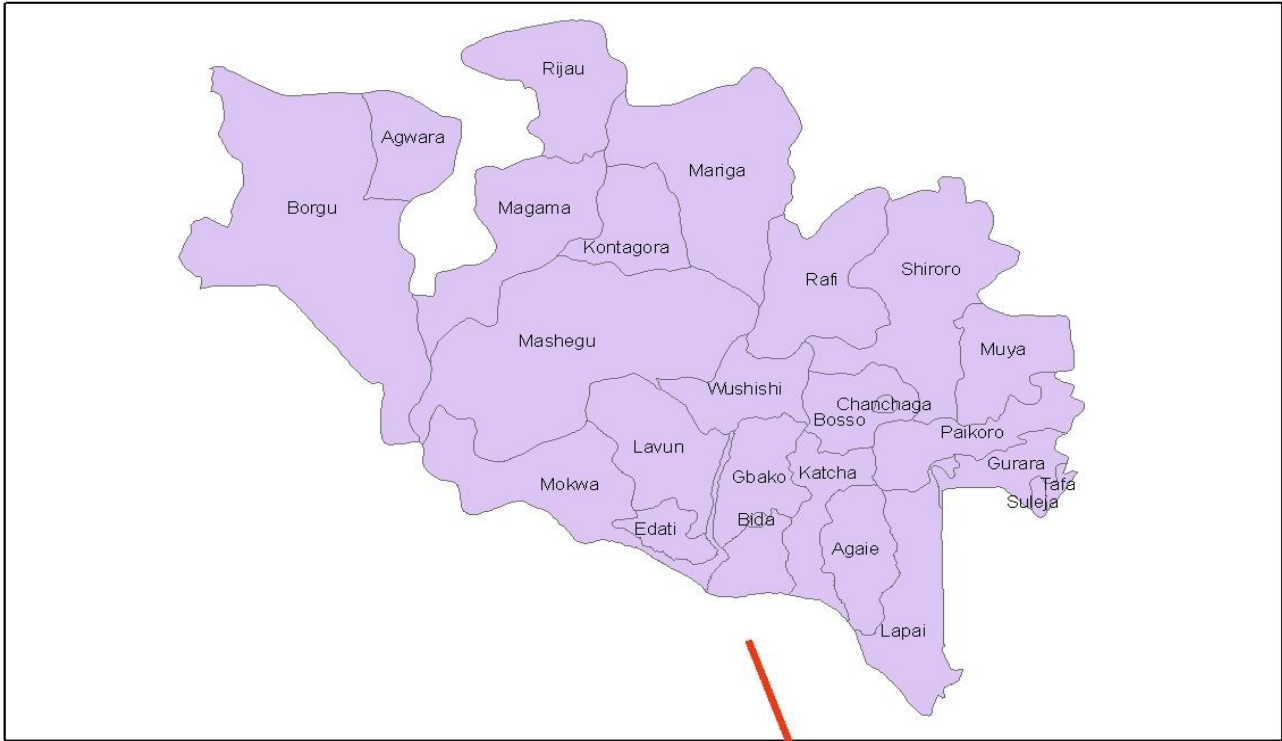 Rijau
Agwara
Mariga
Borgu
Magama
Kontagora
Shiroro
Rafi
Mashegu
Muya
Wushishi
Chanchaga
Bosso
Paikoro
Lavun
Gurara
Katcha
Gbako
Mokwa
Tafa
Suleja
Bida
Edati
Agaie
Lapai